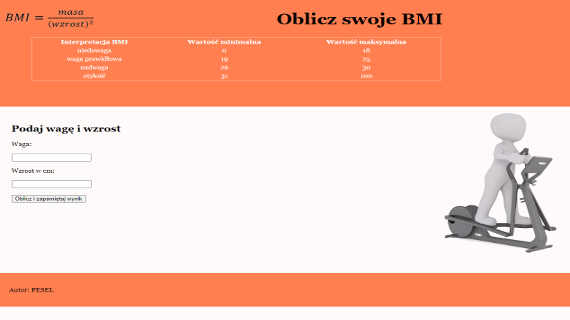 BMI = masa / (wzrost)²
Oblicz swoje BMI
Interpretacja BMI Wartość minimalna Wartość maksymalna
niedowaga 0 18
waga prawidłowa 19 25
nadwaga 26 30
otyłość 31 100
Podaj wagę i wzrost
Waga:
Wzrost w cm:
Oblicz i zapamiętaj wynik
Autor: PESEL